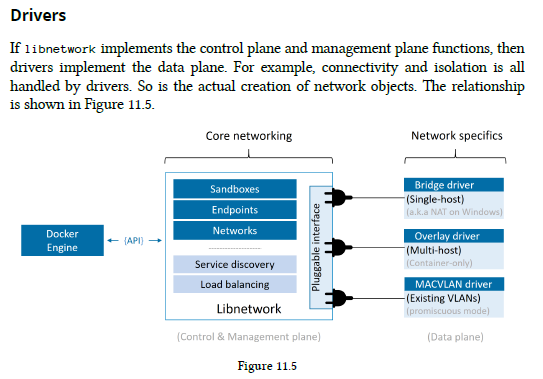 Drivers
If libnetwork implements the control plane and management plane functions, then
drivers implement the data plane. For example, connectivity and isolation is all
handled by drivers. So is the actual creation of network objects. The relationship
is shown in Figure 11.5.
Core networking
Network specifics
Docker
Engine
(API)
Sandboxes
Endpoints
Networks
Service discovery
Load balancing
Libnetwork
Pluggable interface
Bridge driver
(Single-host)
(a.k.a NAT on Windows)
Overlay driver
(Multi-host)
(Container-only)
MACVLAN driver
(Existing VLANs)
(promiscuous mode)
(Control & Management plane)
(Data plane)
Figure 11.5